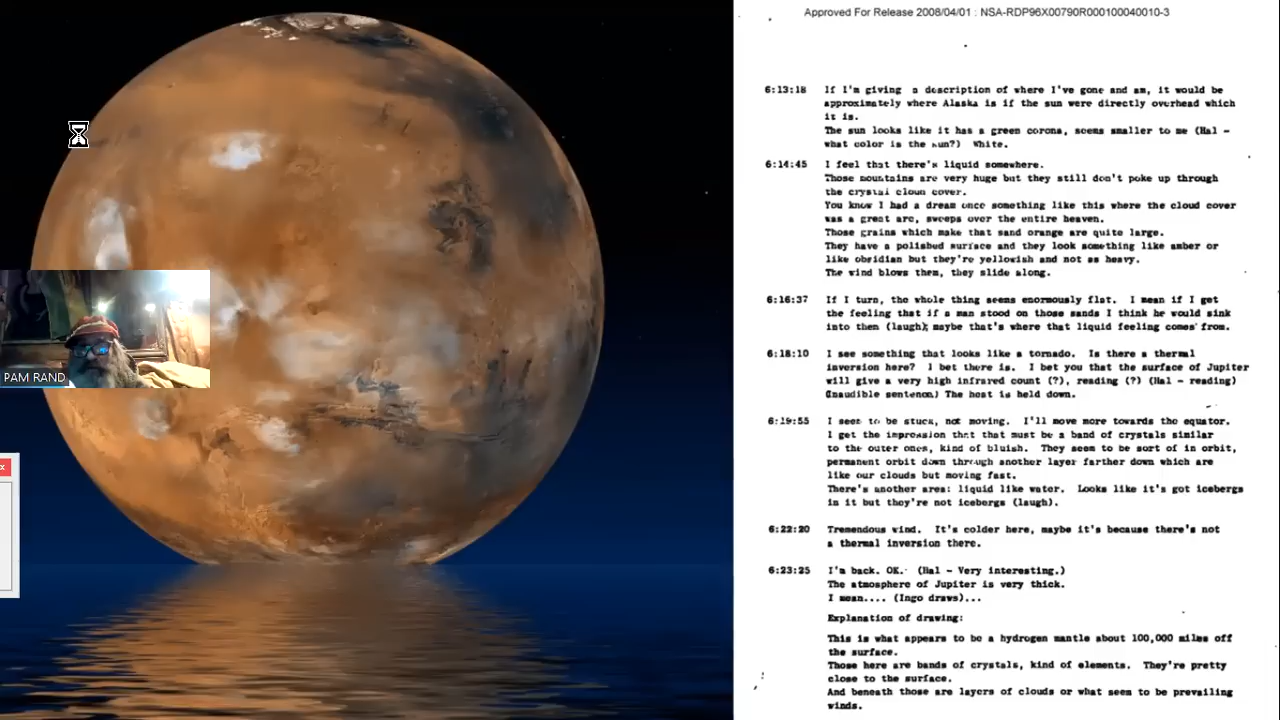 Approved For Release 2008/04/01 : NSA-RDP96X00790R000100040010-3
6:13:18 If I'm giving a description of where I've gone and am, it would be
approximately where Alaska is if the sun were directly overhead which
it is.
The sun looks like it has a green corona, seems smaller to me (Hal -
what color is the sun?) White.
6:14:45 I feel that there's liquid somewhere.
Those mountains are very huge but they still don't poke up through
the crystal cloud cover.
You know I had a dream once something like this where the cloud cover
was a great arc, sweeps over the entire heaven.
Those grains which make that sand orange are quite large.
They have a polished surface and they look something like amber or
like obsidian but they're yellowish and not as heavy.
The wind blows them, they slide along.
6:16:37 If I turn, the whole thing seems enormously flat. I mean if I get
the feeling that if a man stood on those sands I think he would sink
into them (laugh); maybe that's where that liquid feeling comes from.
6:18:10 I see something that looks like a tornado. Is there a thermal
inversion here? I bet there is. I bet you that the surface of Jupiter
will give a very high infrared count (?), reading (?) (Hal - reading)
(Inaudible sentence.) The heat is held down.
PAM RAND
6:19:55 I seem to be stuck, not moving. I'll move more towards the equator.
I get the impression that that must be a band of crystals similar
to the outer ones, kind of bluish. They seem to be sort of in orbit,
permanent orbit down through another layer farther down which are
like our clouds but moving fast.
There's another area: liquid like water. Looks like it's got icebergs
in it but they're not icebergs (laugh).
6:22:20 Tremendous wind. It's colder here, maybe it's because there's not
a thermal inversion there.
6:23:25 I'm back. OK. (Hal - Very interesting.)
The atmosphere of Jupiter is very thick.
I mean.... (Ingo draws)...
Explanation of drawing:
This is what appears to be a hydrogen mantle about 100,000 miles off
the surface.
Those here are bands of crystals, kind of elements. They're pretty
close to the surface.
And beneath those are layers of clouds or what seem to be prevailing
winds.